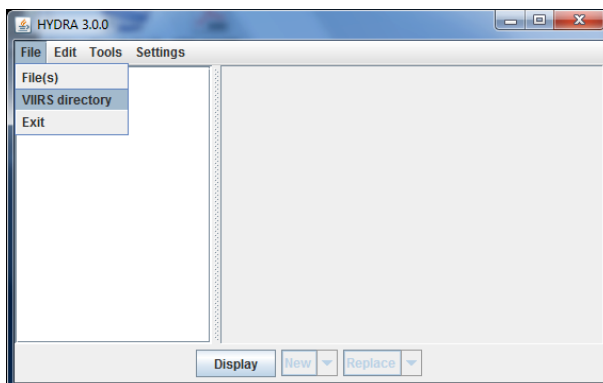 HYDRA 3.0.0
File Edit Tools Settings
File(s)
VIIRS directory
Exit
Display New Replace